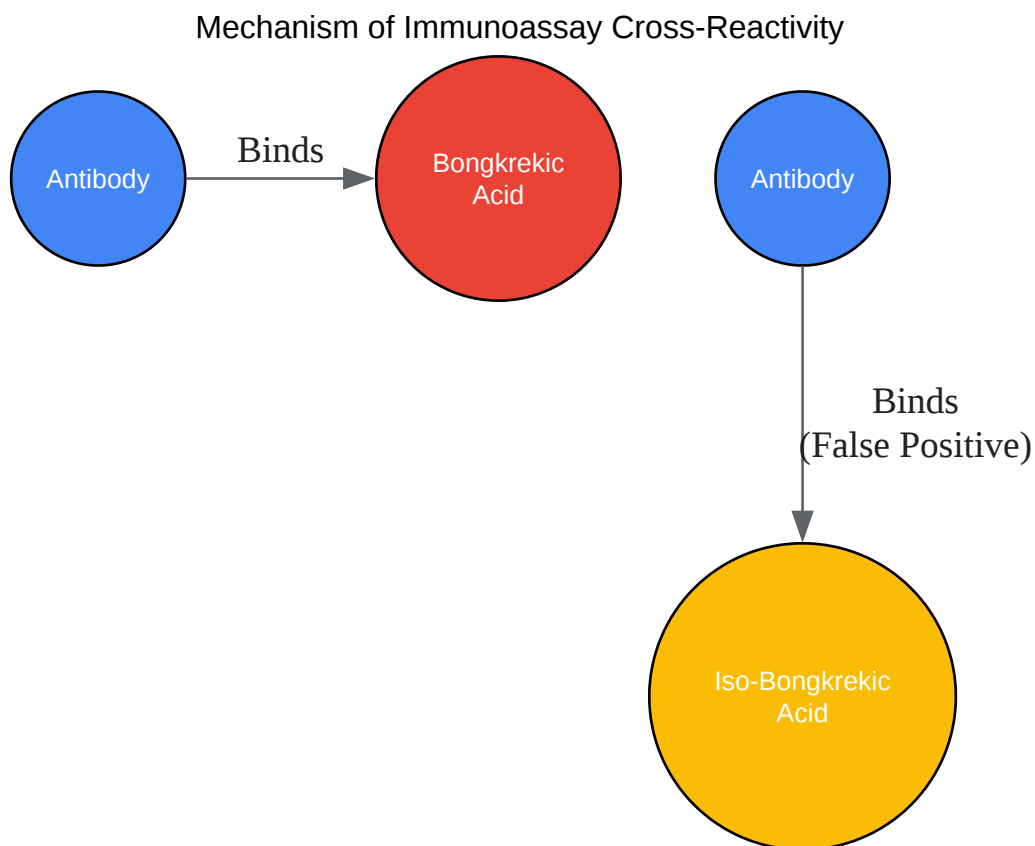 Mechanism of Immunoassay Cross-Reactivity
Antibody
Binds
Bongkrekic
Acid
Antibody
Binds
(False Positive)
Iso-Bongkrekic
Acid